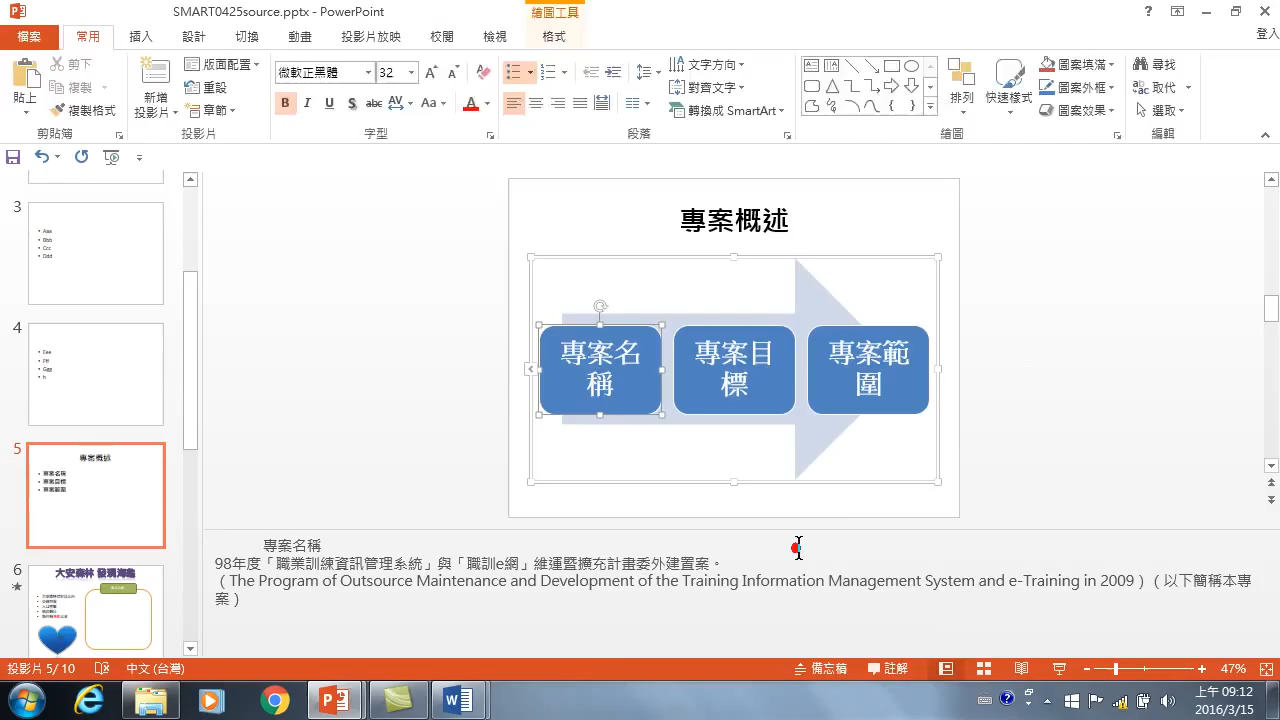 SMART0425source.pptx - PowerPoint
繪圖工具
登入
檔案 常用 插入 設計 切換 動畫 投影片放映 校閱 檢視 格式
剪下 版面配置 微軟正黑體 32 文字方向 圖案填滿 尋找
複製 重設 對齊文字 圖案外框 取代
貼上 複製格式 新增 投影片 章節 B I U S abc AV Aa A 轉換成 SmartArt 排列 快速樣式 圖案效果 選取
剪貼簿 投影片 字型 段落 繪圖 編輯
3
• Aaa
• Bbb
• Ccc
• Ddd
4
• Eee
• Fff
• Ggg
• h
5
專案概述
• 專案名稱
• 專案目標
• 專案範圍
6
大安森林 發現海龜
專案概述
專案名
稱
專案目
標
專案範
圍
專案名稱
98年度「職業訓練資訊管理系統」與「職訓e網」維運暨擴充計畫委外建置案。
（The Program of Outsource Maintenance and Development of the Training Information Management System and e-Training in 2009）（以下簡稱本專
案）
投影片 5/10 中文 (台灣) 備忘稿 註解 47%
上午 09:12
2016/3/15